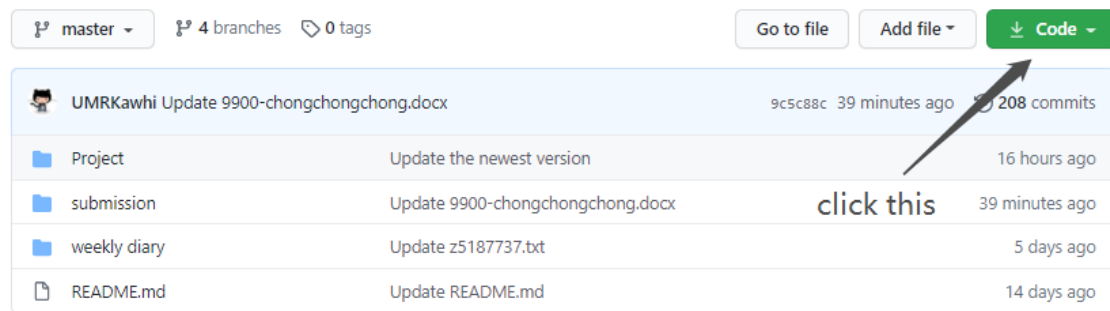 master 4 branches 0 tags Go to file Add file Code
UMRKawhi Update 9900-chongchongchong.docx 9c5c88c 39 minutes ago 208 commits
Project Update the newest version 16 hours ago
submission Update 9900-chongchongchong.docx 39 minutes ago
click this
weekly diary Update z5187737.txt 5 days ago
README.md Update README.md 14 days ago